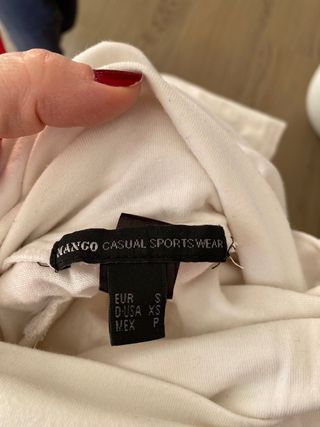 MANGO CASUAL SPORTSWEAR
EUR S
D·USA XS
MEX P